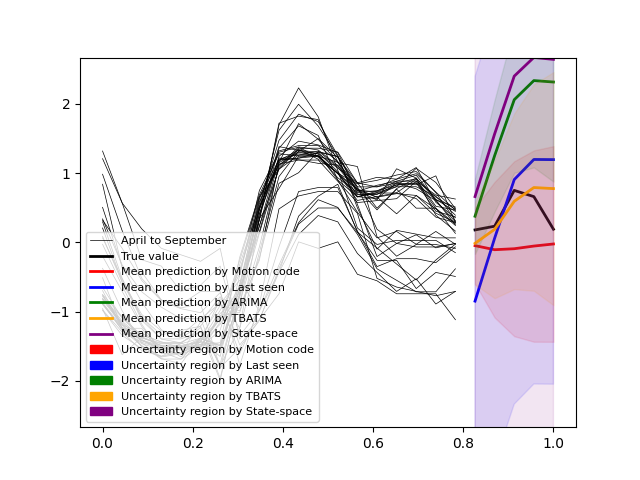 2
1
0
−1
−2
April to September
True value
Mean prediction by Motion code
Mean prediction by Last seen
Mean prediction by ARIMA
Mean prediction by TBATS
Mean prediction by State-space
Uncertainty region by Motion code
Uncertainty region by Last seen
Uncertainty region by ARIMA
Uncertainty region by TBATS
Uncertainty region by State-space
0.0 0.2 0.4 0.6 0.8 1.0